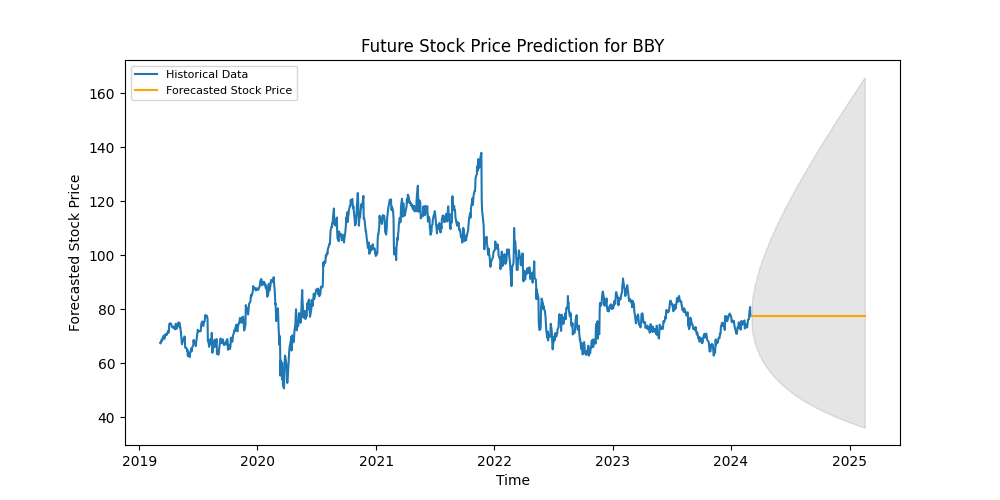 Future Stock Price Prediction for BBY
Historical Data
Forecasted Stock Price
160
140
120
100
80
60
40
Forecasted Stock Price
2019
2020
2021
2022
2023
2024
2025
Time